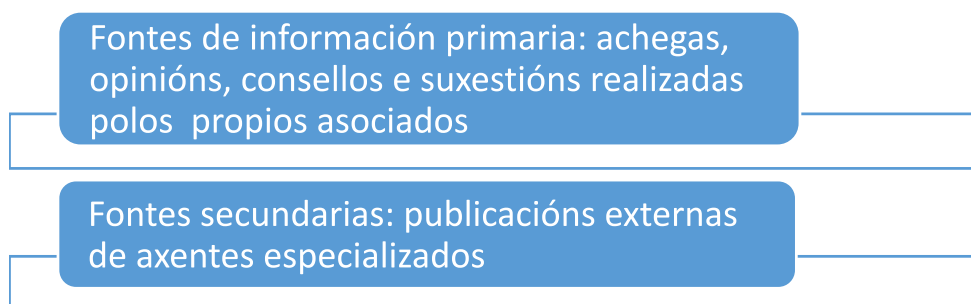 Fontes de información primaria: achegas,
opinións, consellos e suxestións realizadas
polos propios asociados
Fontes secundarias: publicacións externas
de axentes especializados